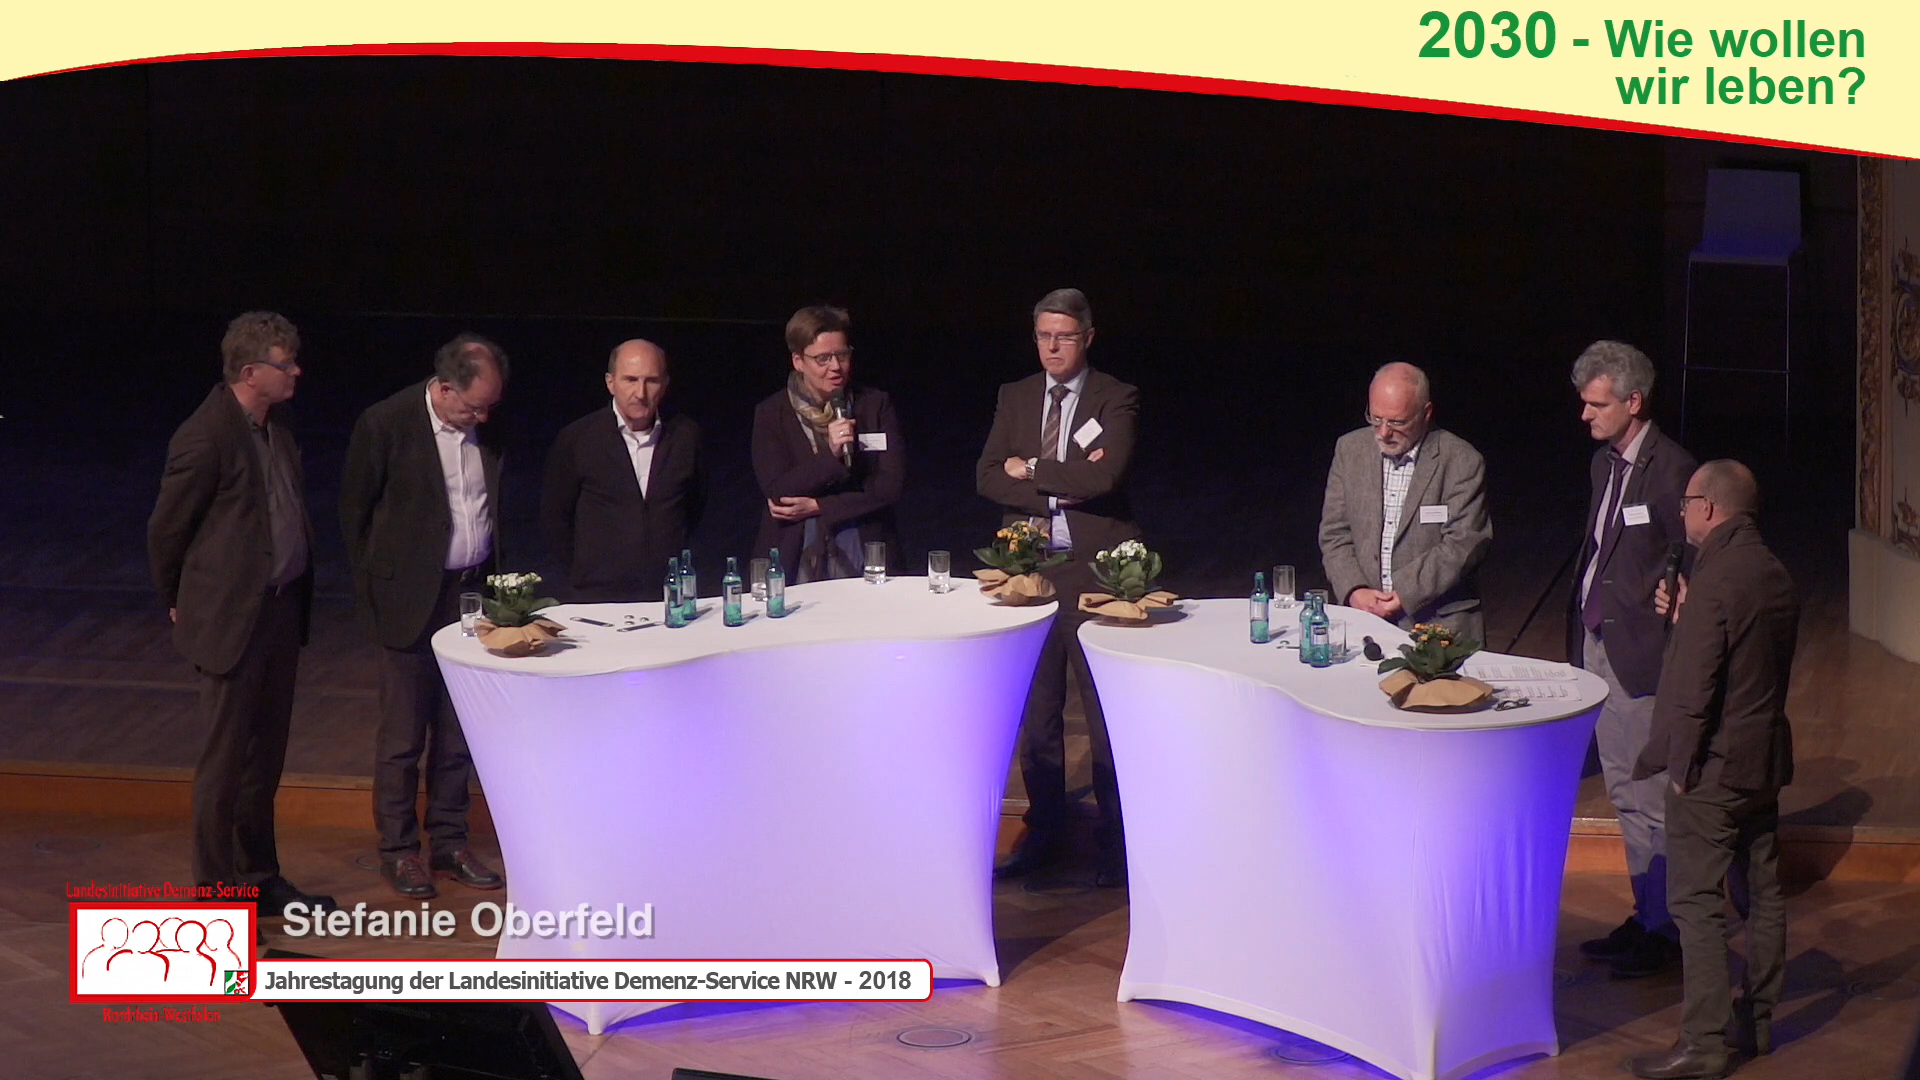 2030 - Wie wollen
wir leben?
Landesinitiative Demenz-Service
Stefanie Oberfeld
Jahrestagung der Landesinitiative Demenz-Service NRW - 2018
Nordrhein-Westfalen